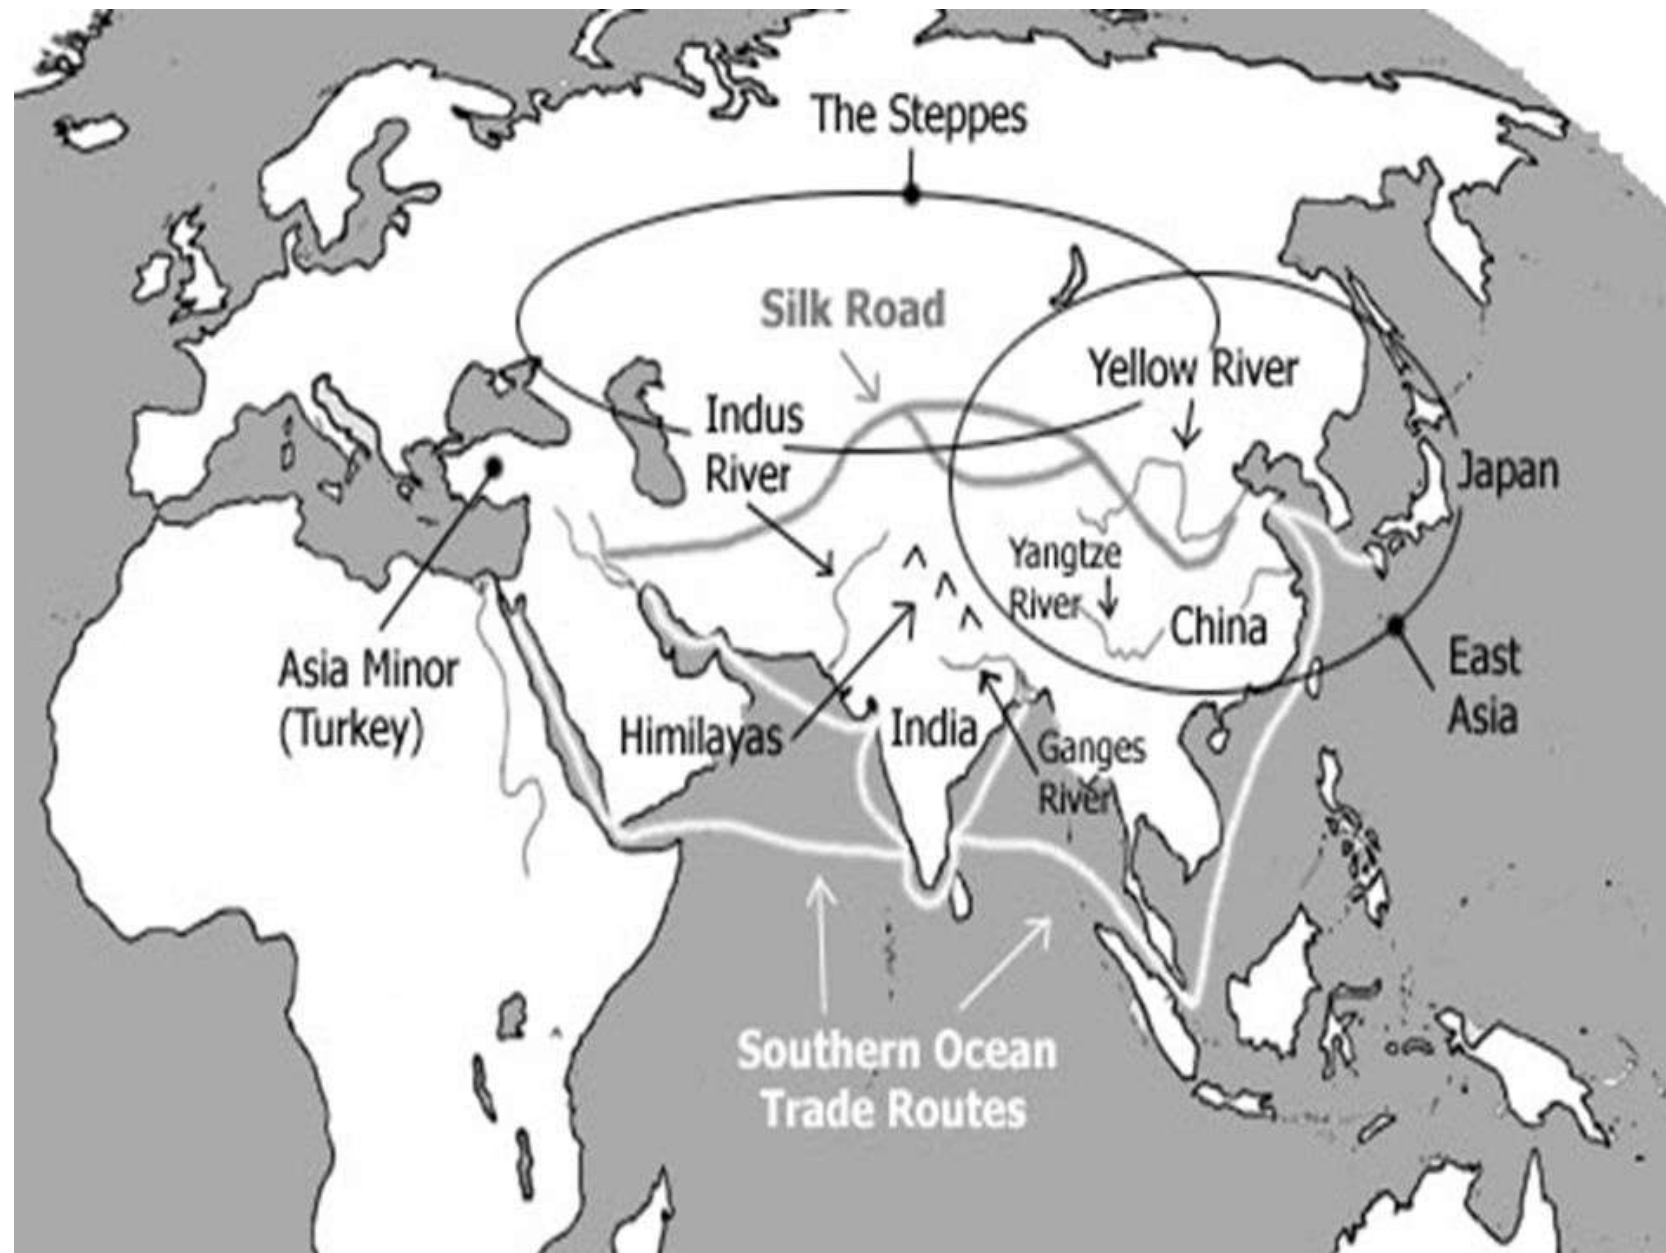 The Steppes
Silk Road
Yellow River
Indus
River
Japan
Yangtze
River
China
Asia Minor
(Turkey)
East
Asia
Himilayas
India
Ganges
River
Southern Ocean
Trade Routes